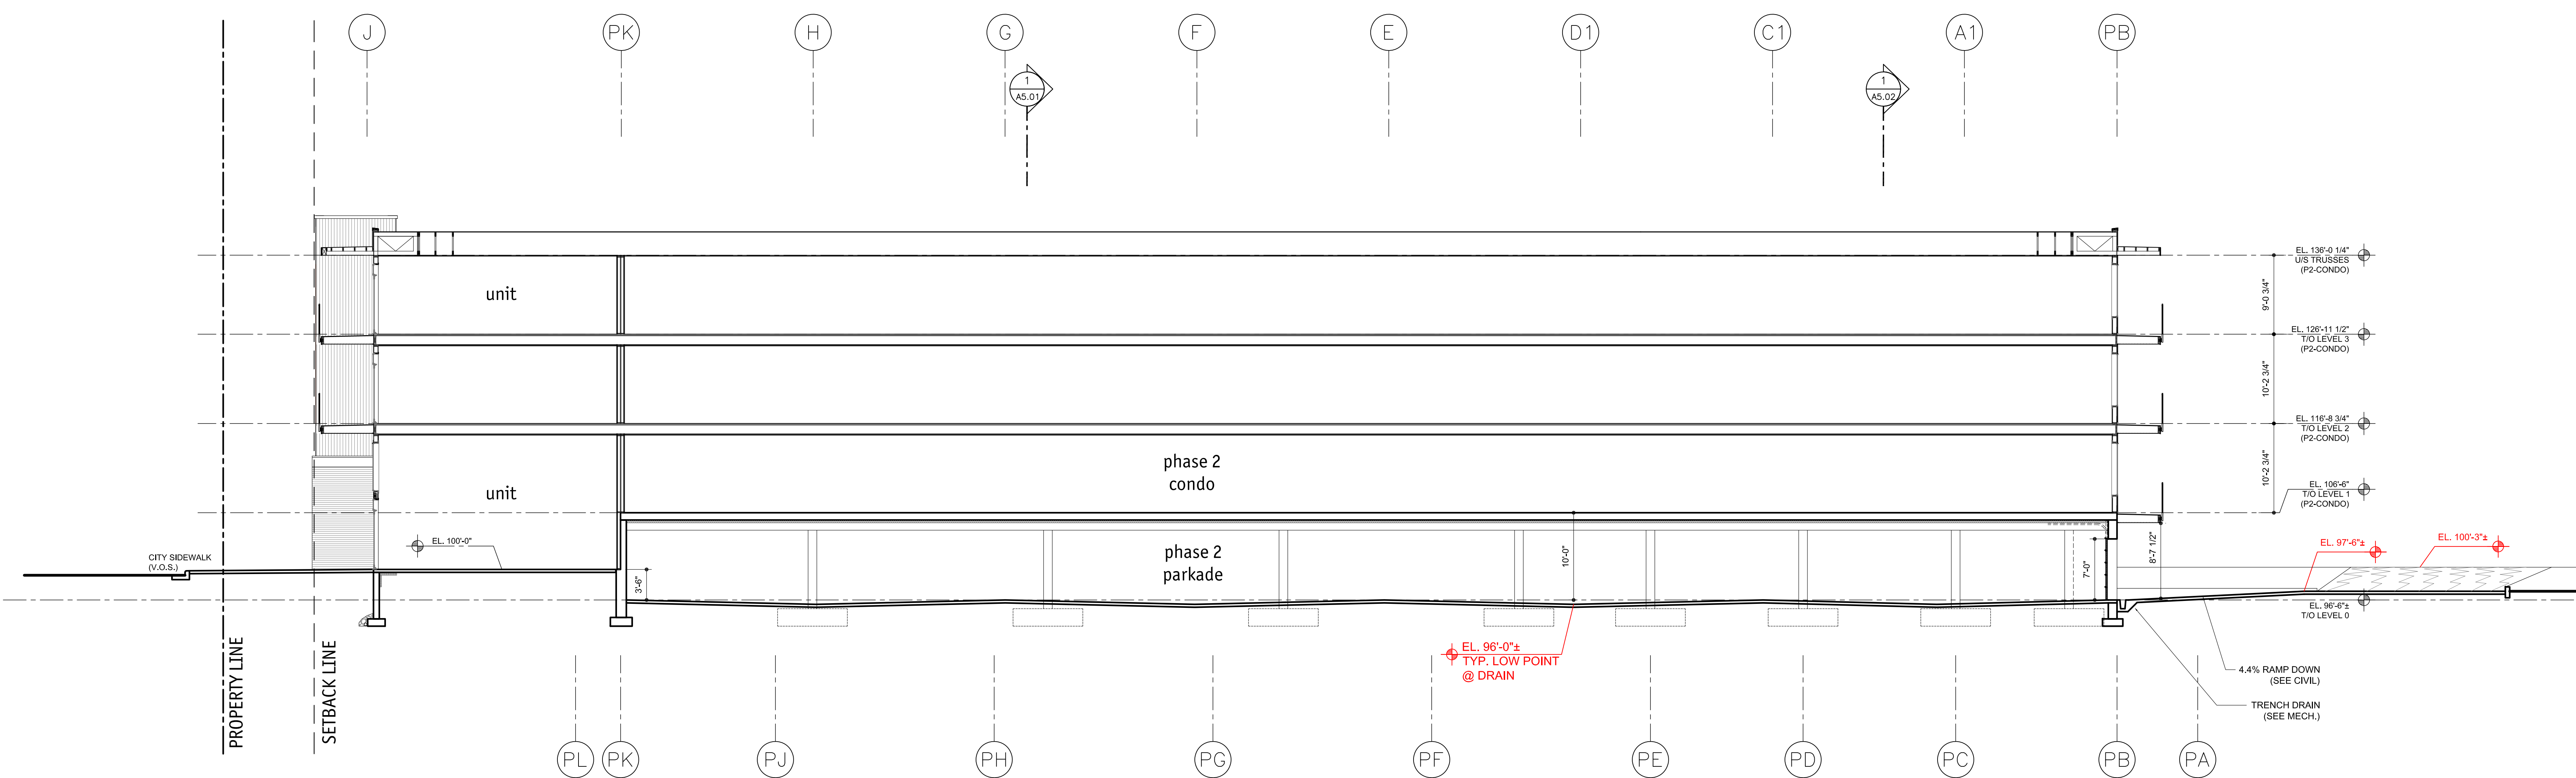 J
PK
H
G
F
E
D1
C1
A1
PB
1
A5.01
1
A5.02
EL. 136'-0 1/4"
U/S TRUSSES
(P2-CONDO)
9'-0 3/4"
unit
EL. 126'-11 1/2"
T/O LEVEL 3
(P2-CONDO)
10'-2 3/4"
EL. 116'-8 3/4"
T/O LEVEL 2
(P2-CONDO)
10'-2 3/4"
phase 2
condo
unit
EL. 106'-6"
T/O LEVEL 1
(P2-CONDO)
CITY SIDEWALK
(V.O.S.)
EL. 100'-0"
3'-6"
phase 2
parkade
10'-0"
7'-0"
8'-7 1/2"
EL. 97'-6"±
EL. 100'-3"±
EL. 96'-6"±
T/O LEVEL 0
PROPERTY LINE
SETBACK LINE
EL. 96'-0"±
TYP. LOW POINT
@ DRAIN
4.4% RAMP DOWN
(SEE CIVIL)
TRENCH DRAIN
(SEE MECH.)
PL
PK
PJ
PH
PG
PF
PE
PD
PC
PB
PA